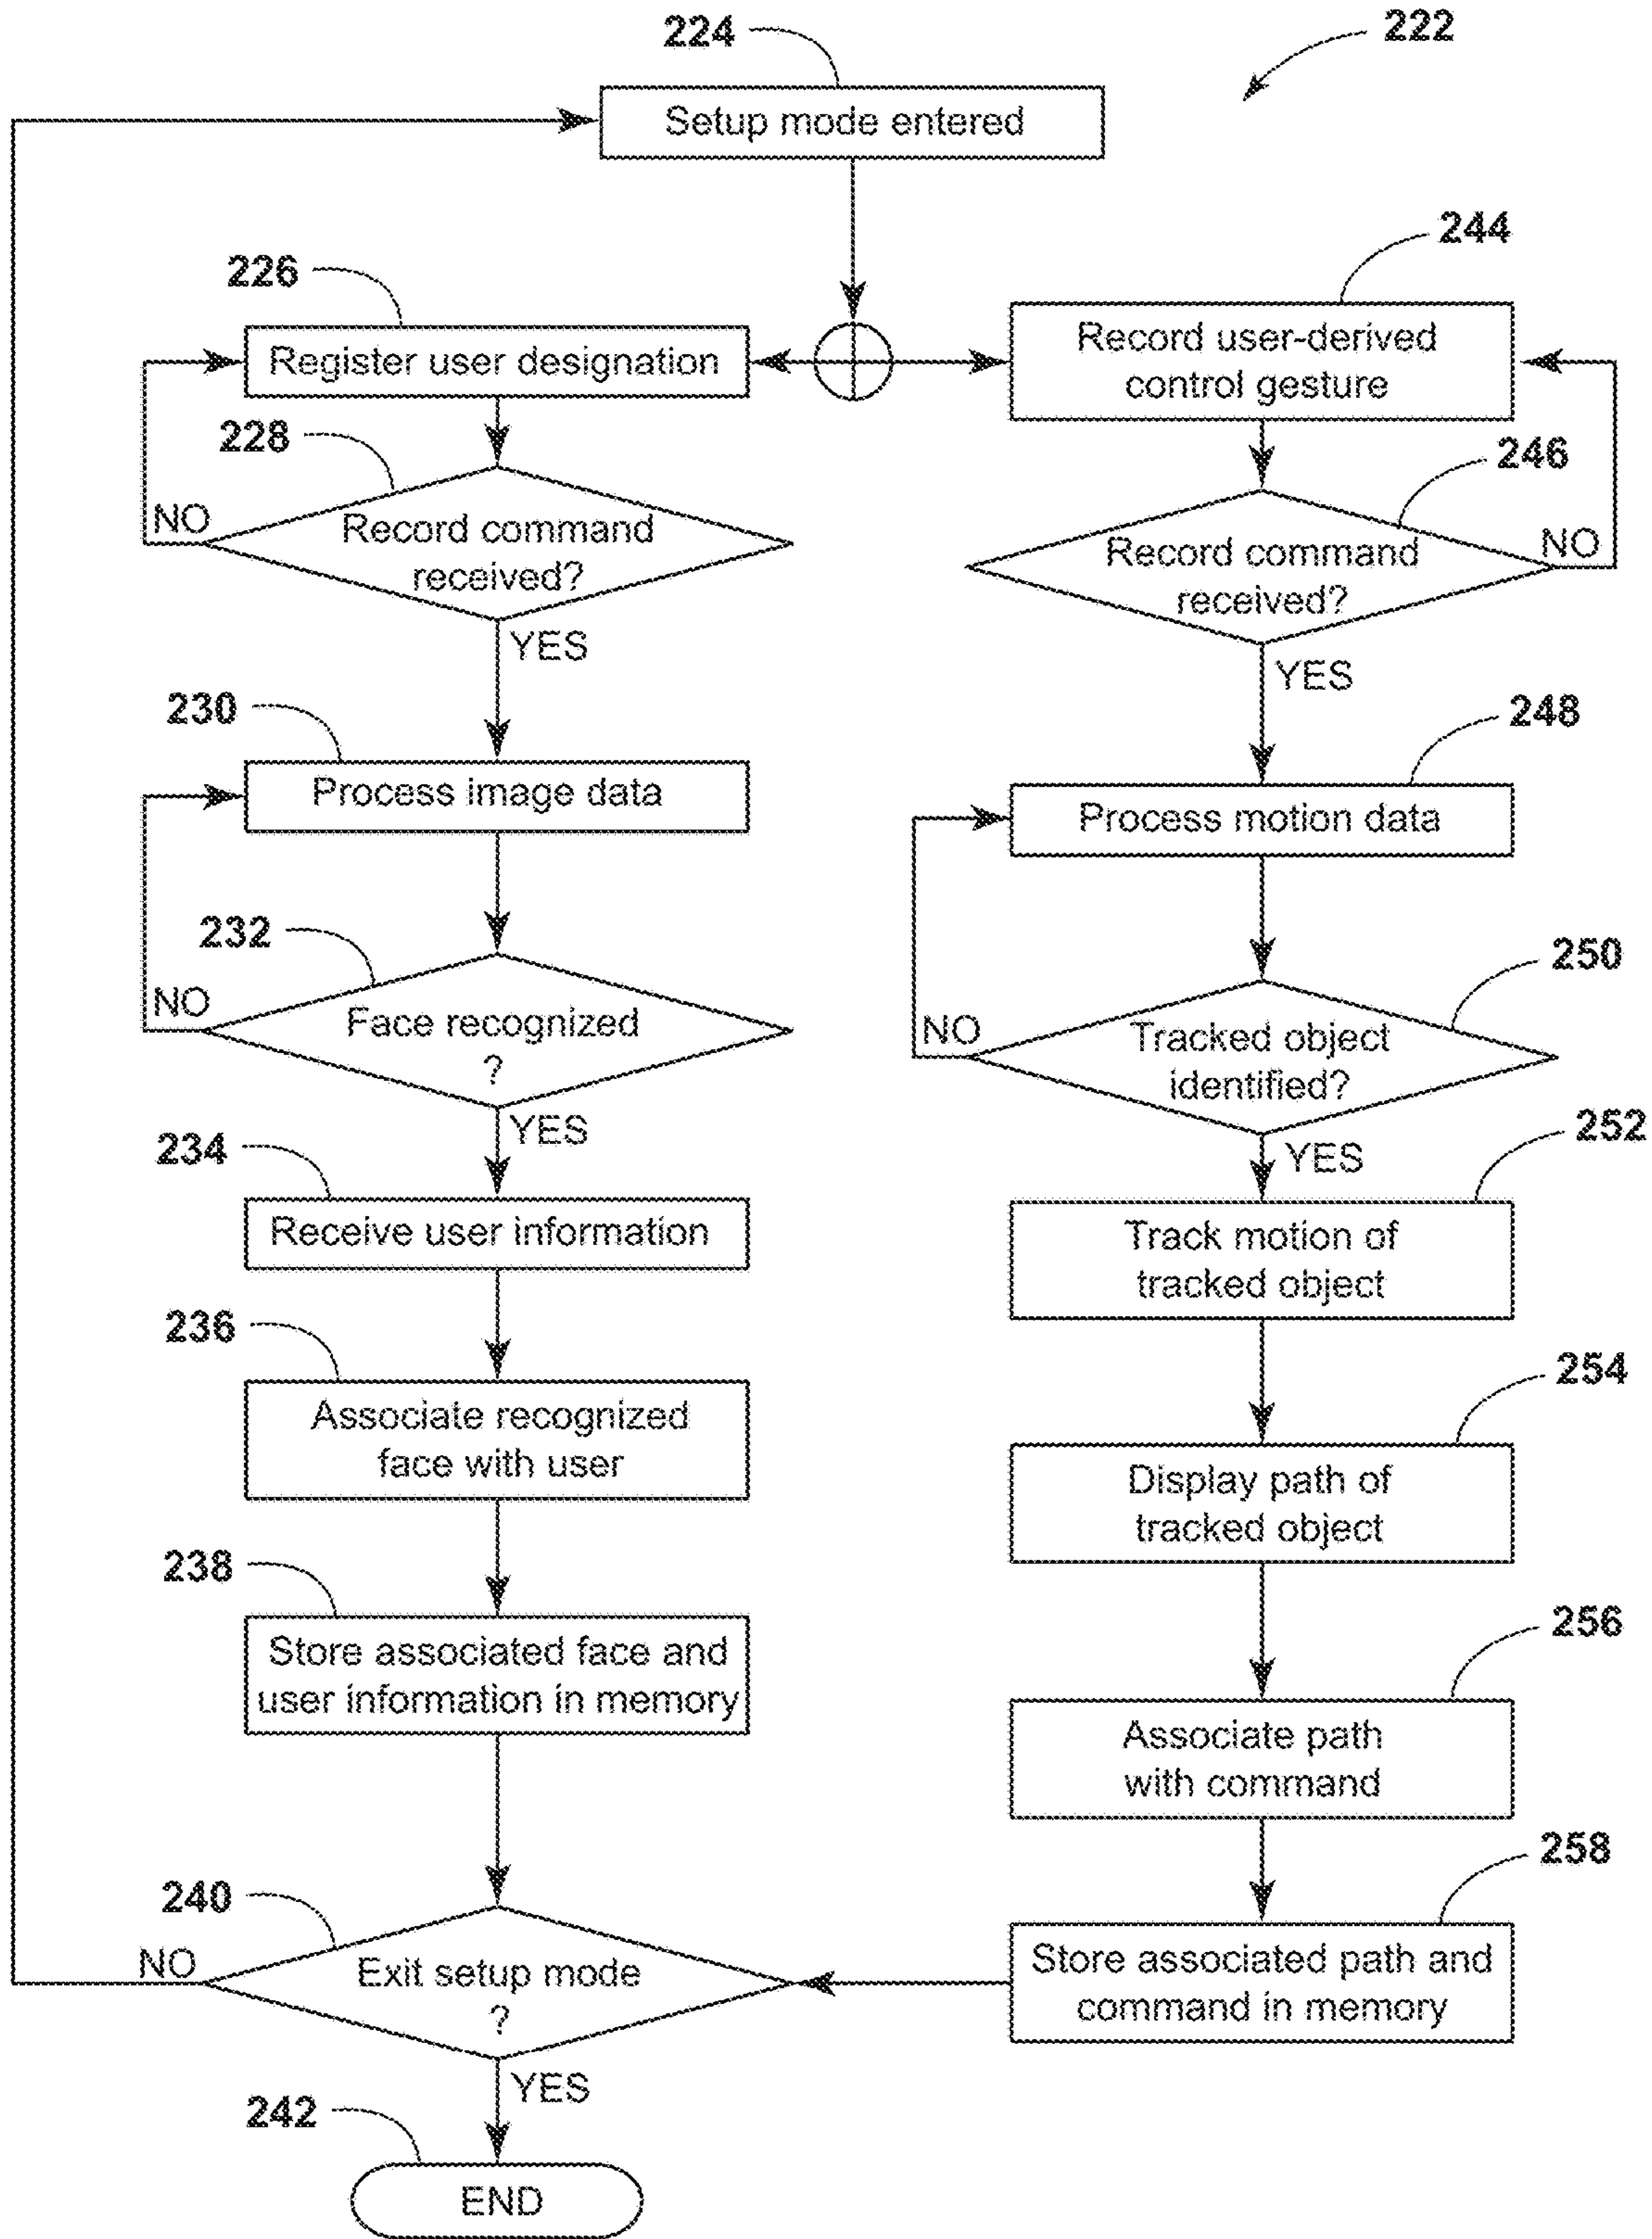 224
222
Setup mode entered
226
Register user designation
228
NO
Record command
received?
YES
230
Process image data
232
NO
Face recognized
?
YES
234
Receive user information
236
Associate recognized
face with user
238
Store associated face and
user information in memory
240
NO
Exit setup mode
?
YES
242
END
244
Record user-derived
control gesture
246
NO
Record command
received?
YES
248
Process motion data
250
NO
Tracked object
identified?
YES
252
Track motion of
tracked object
254
Display path of
tracked object
256
Associate path
with command
258
Store associated path and
command in memory